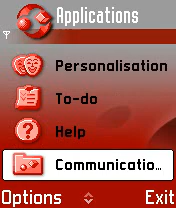 Applications
Personalisation
To-do
Help
Communicatio...
Options Exit